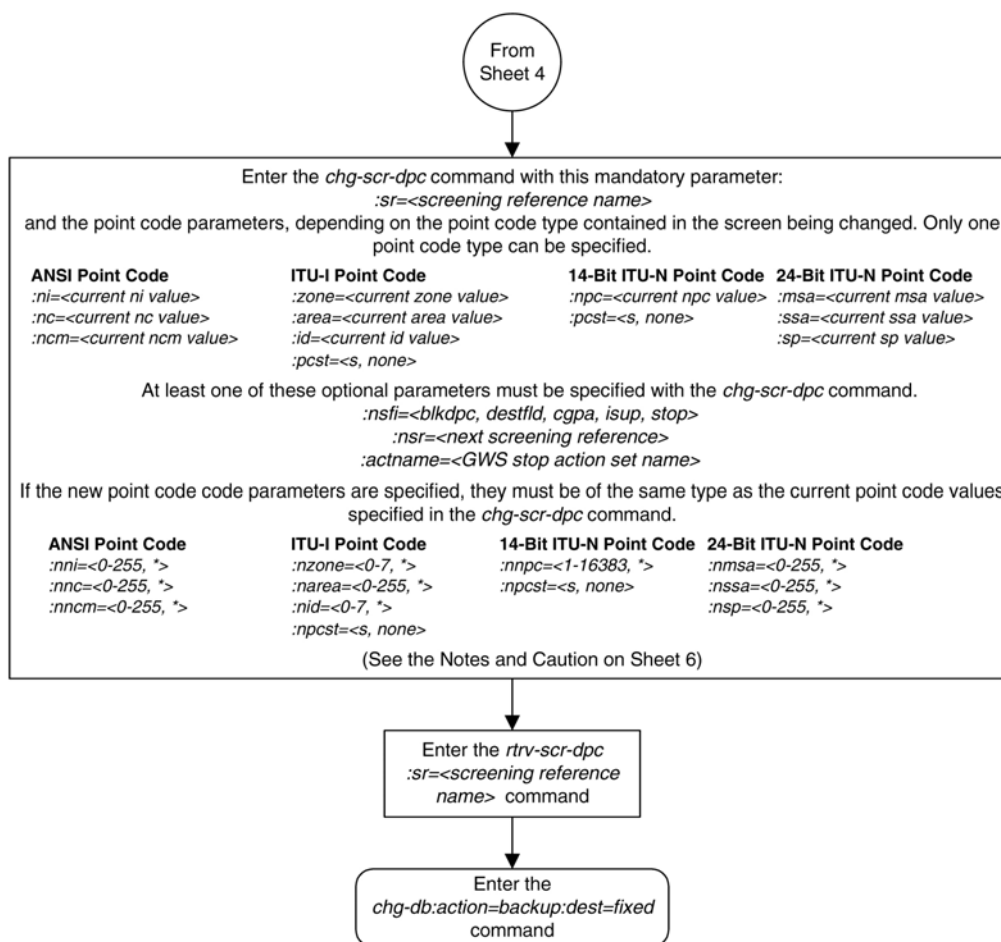 From
Sheet 4
Enter the chg-scr-dpc command with this mandatory parameter:
:sr=<screening reference name>
and the point code parameters, depending on the point code type contained in the screen being changed. Only one
point code type can be specified.
ANSI Point Code
:ni=<current ni value>
:nc=<current nc value>
:ncm=<current ncm value>
ITU-I Point Code
:zone=<current zone value>
:area=<current area value>
:id=<current id value>
:pcst=<s, none>
14-Bit ITU-N Point Code
:npc=<current npc value>
:pcst=<s, none>
24-Bit ITU-N Point Code
:msa=<current msa value>
:ssa=<current ssa value>
:sp=<current sp value>
At least one of these optional parameters must be specified with the chg-scr-dpc command.
:nsfi=<blkdpc, destfld, cgpa, isup, stop>
:nsr=<next screening reference>
:actname=<GWS stop action set name>
If the new point code code parameters are specified, they must be of the same type as the current point code values
specified in the chg-scr-dpc command.
ANSI Point Code
:nni=<0-255, *>
:nnc=<0-255, *>
:nncm=<0-255, *>
ITU-I Point Code
:nzone=<0-7, *>
:narea=<0-255, *>
:nid=<0-7, *>
:npcst=<s, none>
14-Bit ITU-N Point Code
:nnpc=<1-16383, *>
:npcst=<s, none>
24-Bit ITU-N Point Code
:nmsa=<0-255, *>
:nssa=<0-255, *>
:nsp=<0-255, *>
(See the Notes and Caution on Sheet 6)
Enter the rtrv-scr-dpc
:sr=<screening reference
name> command
Enter the
chg-db:action=backup:dest=fixed
command